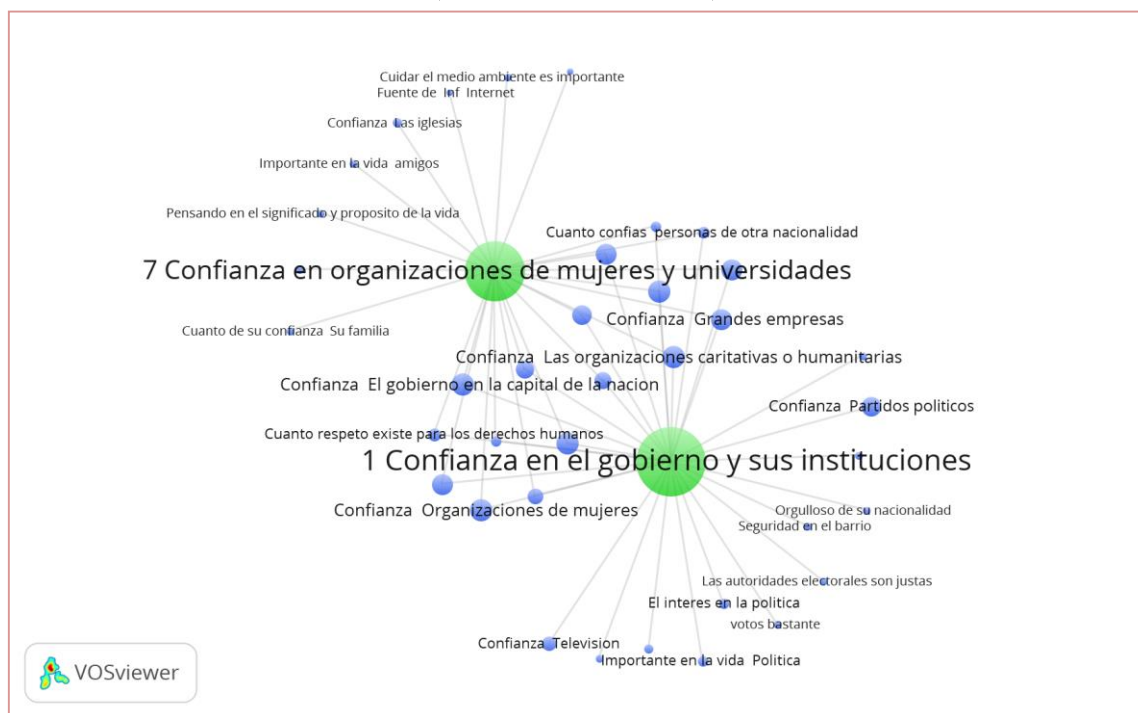 Cuidar el medio ambiente es importante
Fuente de Inf Internet
Confianza Las iglesias
Importante en la vida amigos
Pensando en el significado y proposito de la vida
Cuanto confias personas de otra nacionalidad
7 Confianza en organizaciones de mujeres y universidades
Confianza Grandes empresas
Cuanto de su confianza Su familia
Confianza Las organizaciones caritativas o humanitarias
Confianza El gobierno en la capital de la nacion
Confianza Partidos politicos
Cuanto respeto existe para los derechos humanos
1 Confianza en el gobierno y sus instituciones
Confianza Organizaciones de mujeres
Orgulloso de su nacionalidad
Seguridad en el barrio
Las autoridades electorales son justas
El interes en la politica
votos bastante
Confianza Television
Importante en la vida Politica
VOSviewer